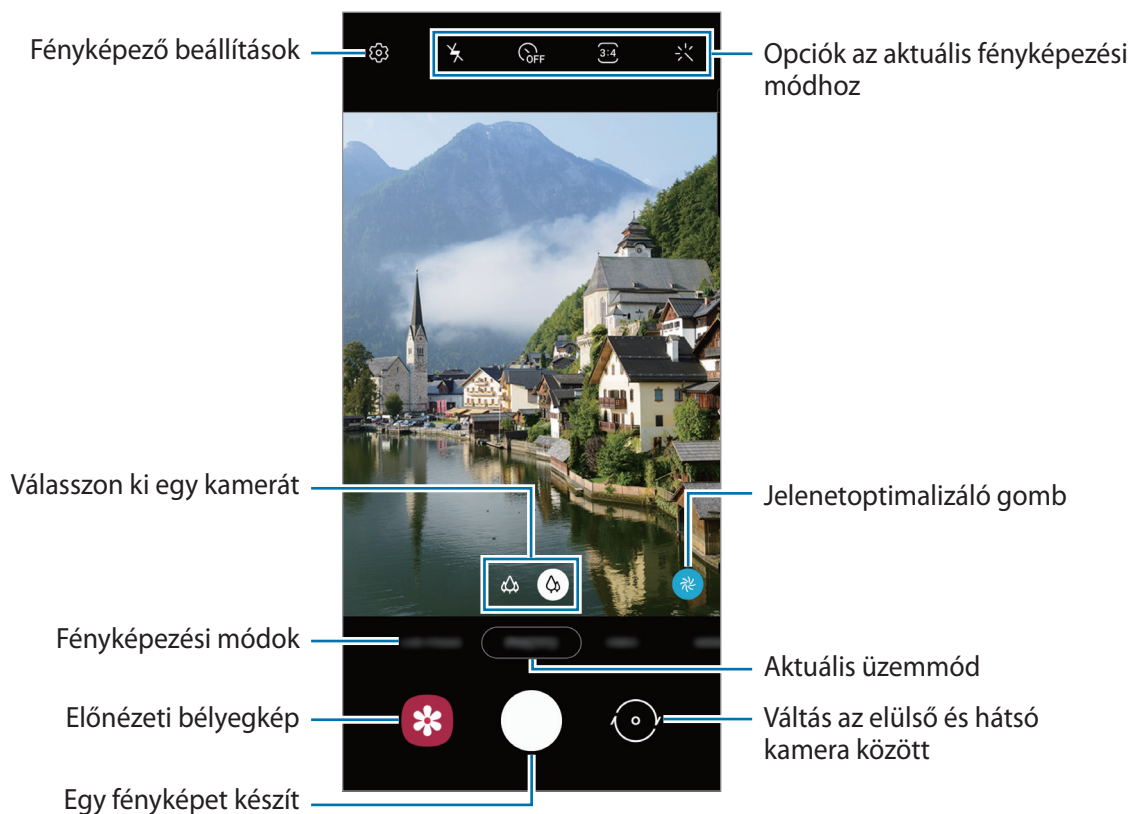 Fényképező beállítások
OFF
3:4
Opciók az aktuális fényképezési
módhoz
Válasszon ki egy kamerát
Jelenetoptimalizáló gomb
Fényképezési módok
Aktuális üzemmód
Előnézeti bélyegkép
Váltás az elülső és hátsó
kamera között
Egy fényképet készít